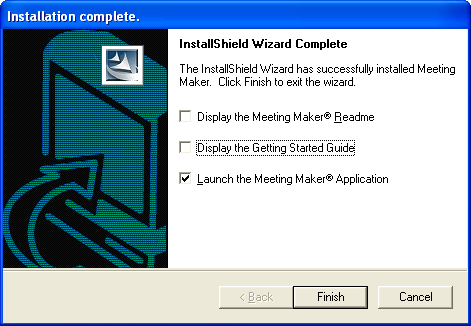 Installation complete.
InstallShield Wizard Complete
The InstallShield Wizard has successfully installed Meeting
Maker. Click Finish to exit the wizard.
Display the Meeting Maker® Readme
Display the Getting Started Guide
Launch the Meeting Maker® Application
< Back
Finish
Cancel